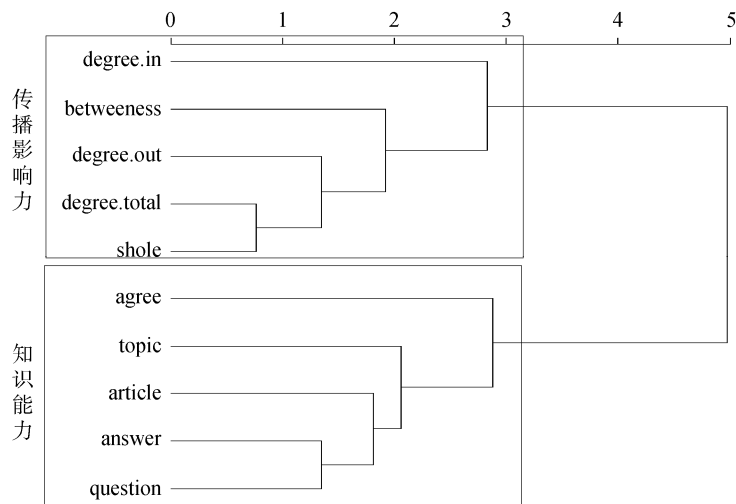 0 1 2 3 4 5
传播影响力
degree.in
betweeness
degree.out
degree.total
shole
知识能力
agree
topic
article
answer
question